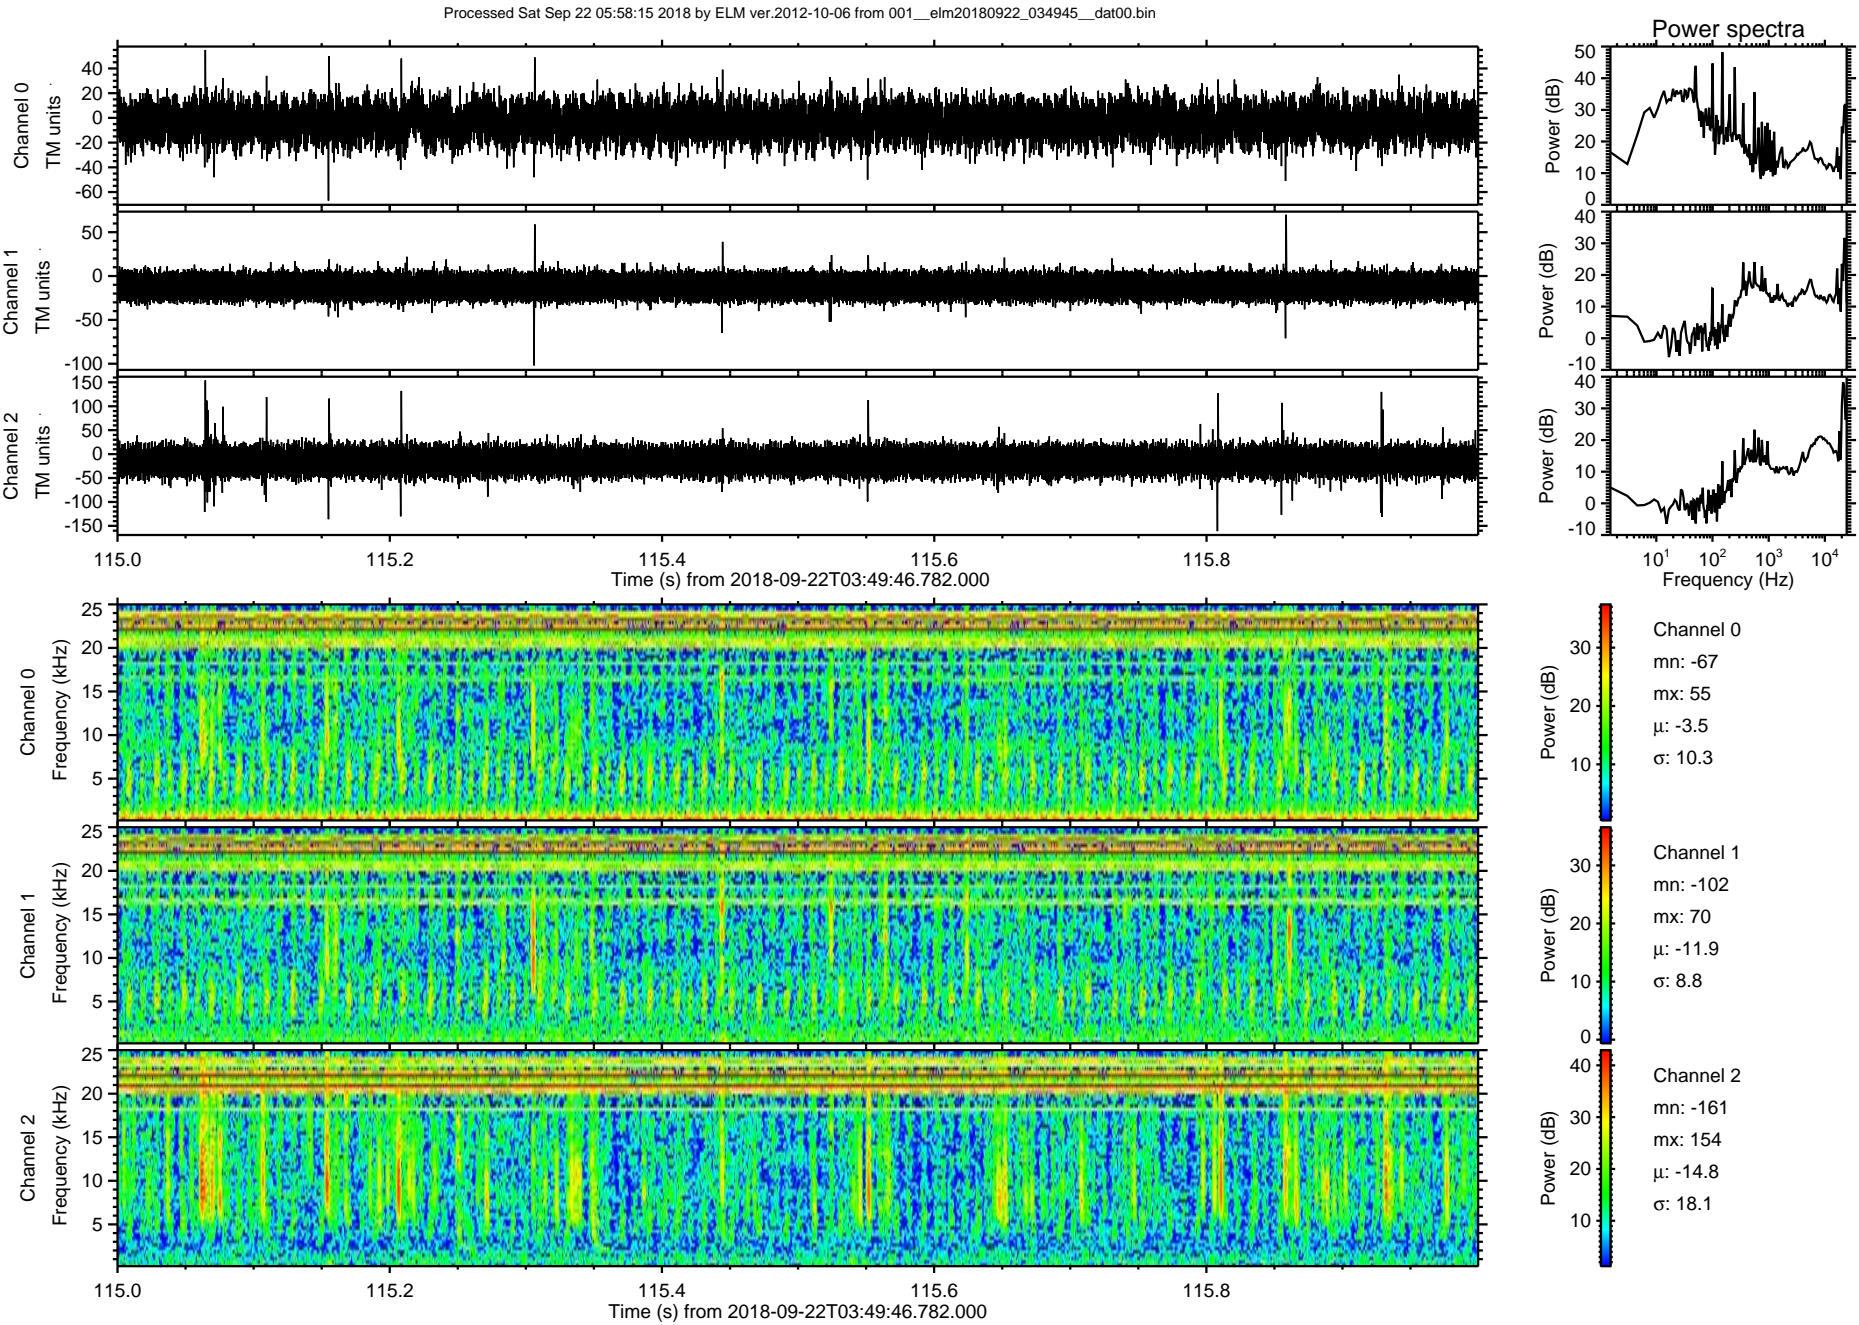 Processed Sat Sep 22 05:58:15 2018 by ELM ver.2012-10-06 from 001__elm20180922_034945__dat00.bin
Power spectra
Channel 0
TM units
40
20
0
-20
-40
-60
Power (dB)
50
40
30
20
10
0
Channel 1
TM units
50
0
-50
-100
Power (dB)
40
30
20
10
0
-10
Channel 2
TM units
150
100
50
0
-50
-100
-150
Power (dB)
40
30
20
10
0
-10
115.0 115.2 115.4 115.6 115.8
Time (s) from 2018-09-22T03:49:46.782.000
10¹ 10² 10³ 10⁴
Frequency (Hz)
Channel 0
Frequency (kHz)
25
20
15
10
5
Power (dB)
30
20
10
Channel 0
mn: -67
mx: 55
µ: -3.5
σ: 10.3
Channel 1
Frequency (kHz)
25
20
15
10
5
Power (dB)
30
20
10
0
Channel 1
mn: -102
mx: 70
µ: -11.9
σ: 8.8
Channel 2
Frequency (kHz)
25
20
15
10
5
Power (dB)
40
30
20
10
Channel 2
mn: -161
mx: 154
µ: -14.8
σ: 18.1
115.0 115.2 115.4 115.6 115.8
Time (s) from 2018-09-22T03:49:46.782.000